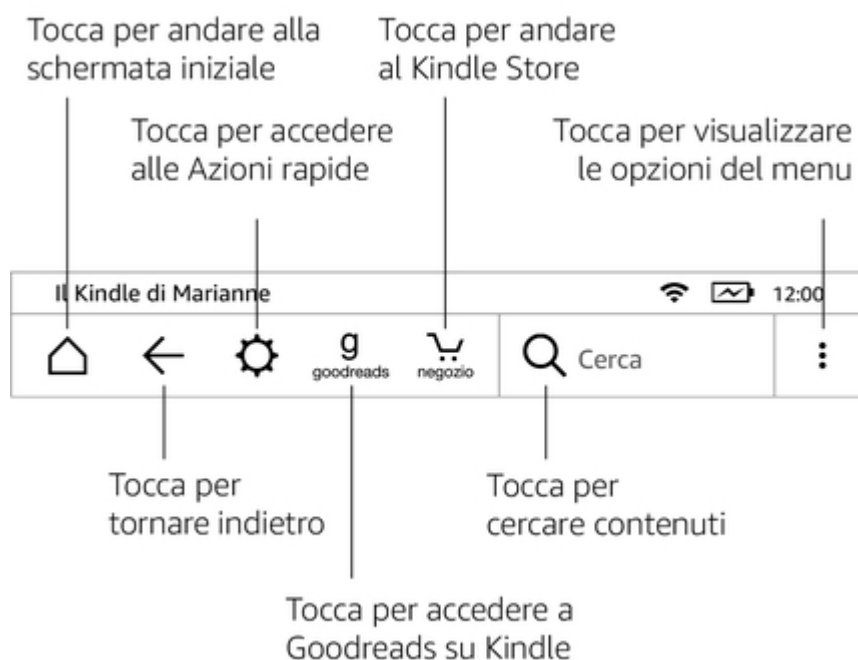 Tocca per andare alla
schermata iniziale
Tocca per andare
al Kindle Store
Tocca per accedere
alle Azioni rapide
Tocca per visualizzare
le opzioni del menu
Il Kindle di Marianne
12:00
g
goodreads
negozio
Cerca
Tocca per
tornare indietro
Tocca per
cercare contenuti
Tocca per accedere a
Goodreads su Kindle